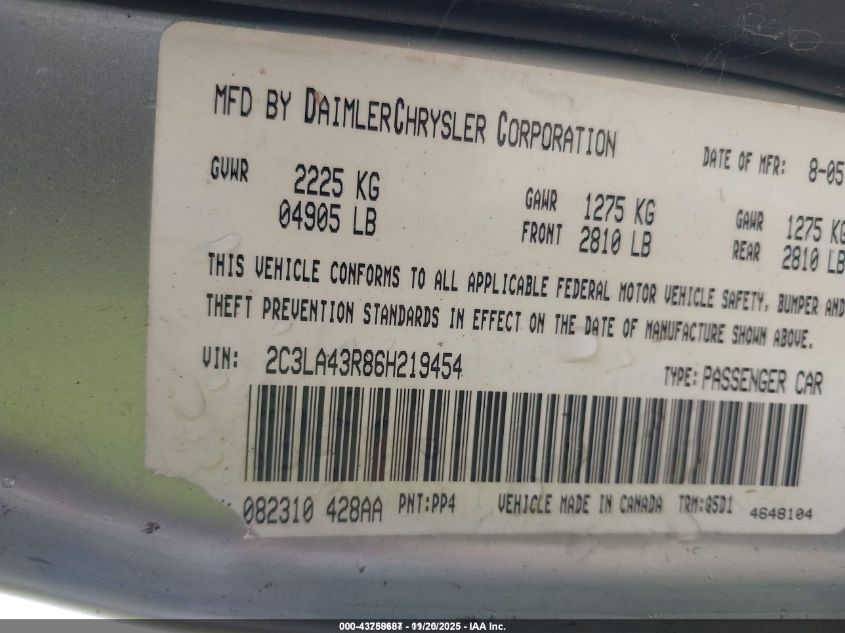 MFD BY DAIMLERCHRYSLER CORPORATION
DATE OF MFR: 8-05
GVWR 2225 KG
04905 LB
GAWR FRONT 1275 KG
2810 LB
GAWR REAR 1275 KG
2810 LB
THIS VEHICLE CONFORMS TO ALL APPLICABLE FEDERAL MOTOR VEHICLE SAFETY, BUMPER AND
THEFT PREVENTION STANDARDS IN EFFECT ON THE DATE OF MANUFACTURE SHOWN ABOVE.
VIN: 2C3LA43R86H219454
TYPE: PASSENGER CAR
082310 428AA PNT:PP4 VEHICLE MADE IN CANADA TRM:Q5D1 4648104
- IAA Inc.